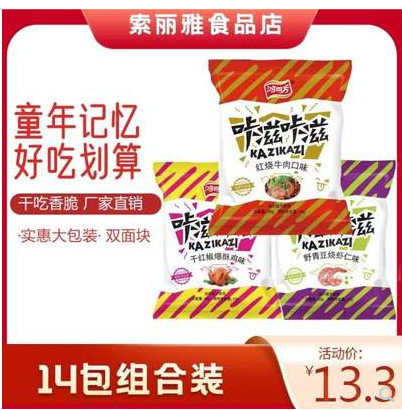 索丽雅食品店
童年记忆
好吃划算
干吃香脆 厂家直销
·实惠大包装·双面块
咔滋咔滋
KAZIKAZI
红烧牛肉口味
咔滋
KAZIKAZI
干红椒爆酥鸡味
滋
KAZIKAZI
野青豆烧虾仁味
14包组合装
活动价:
¥13.3